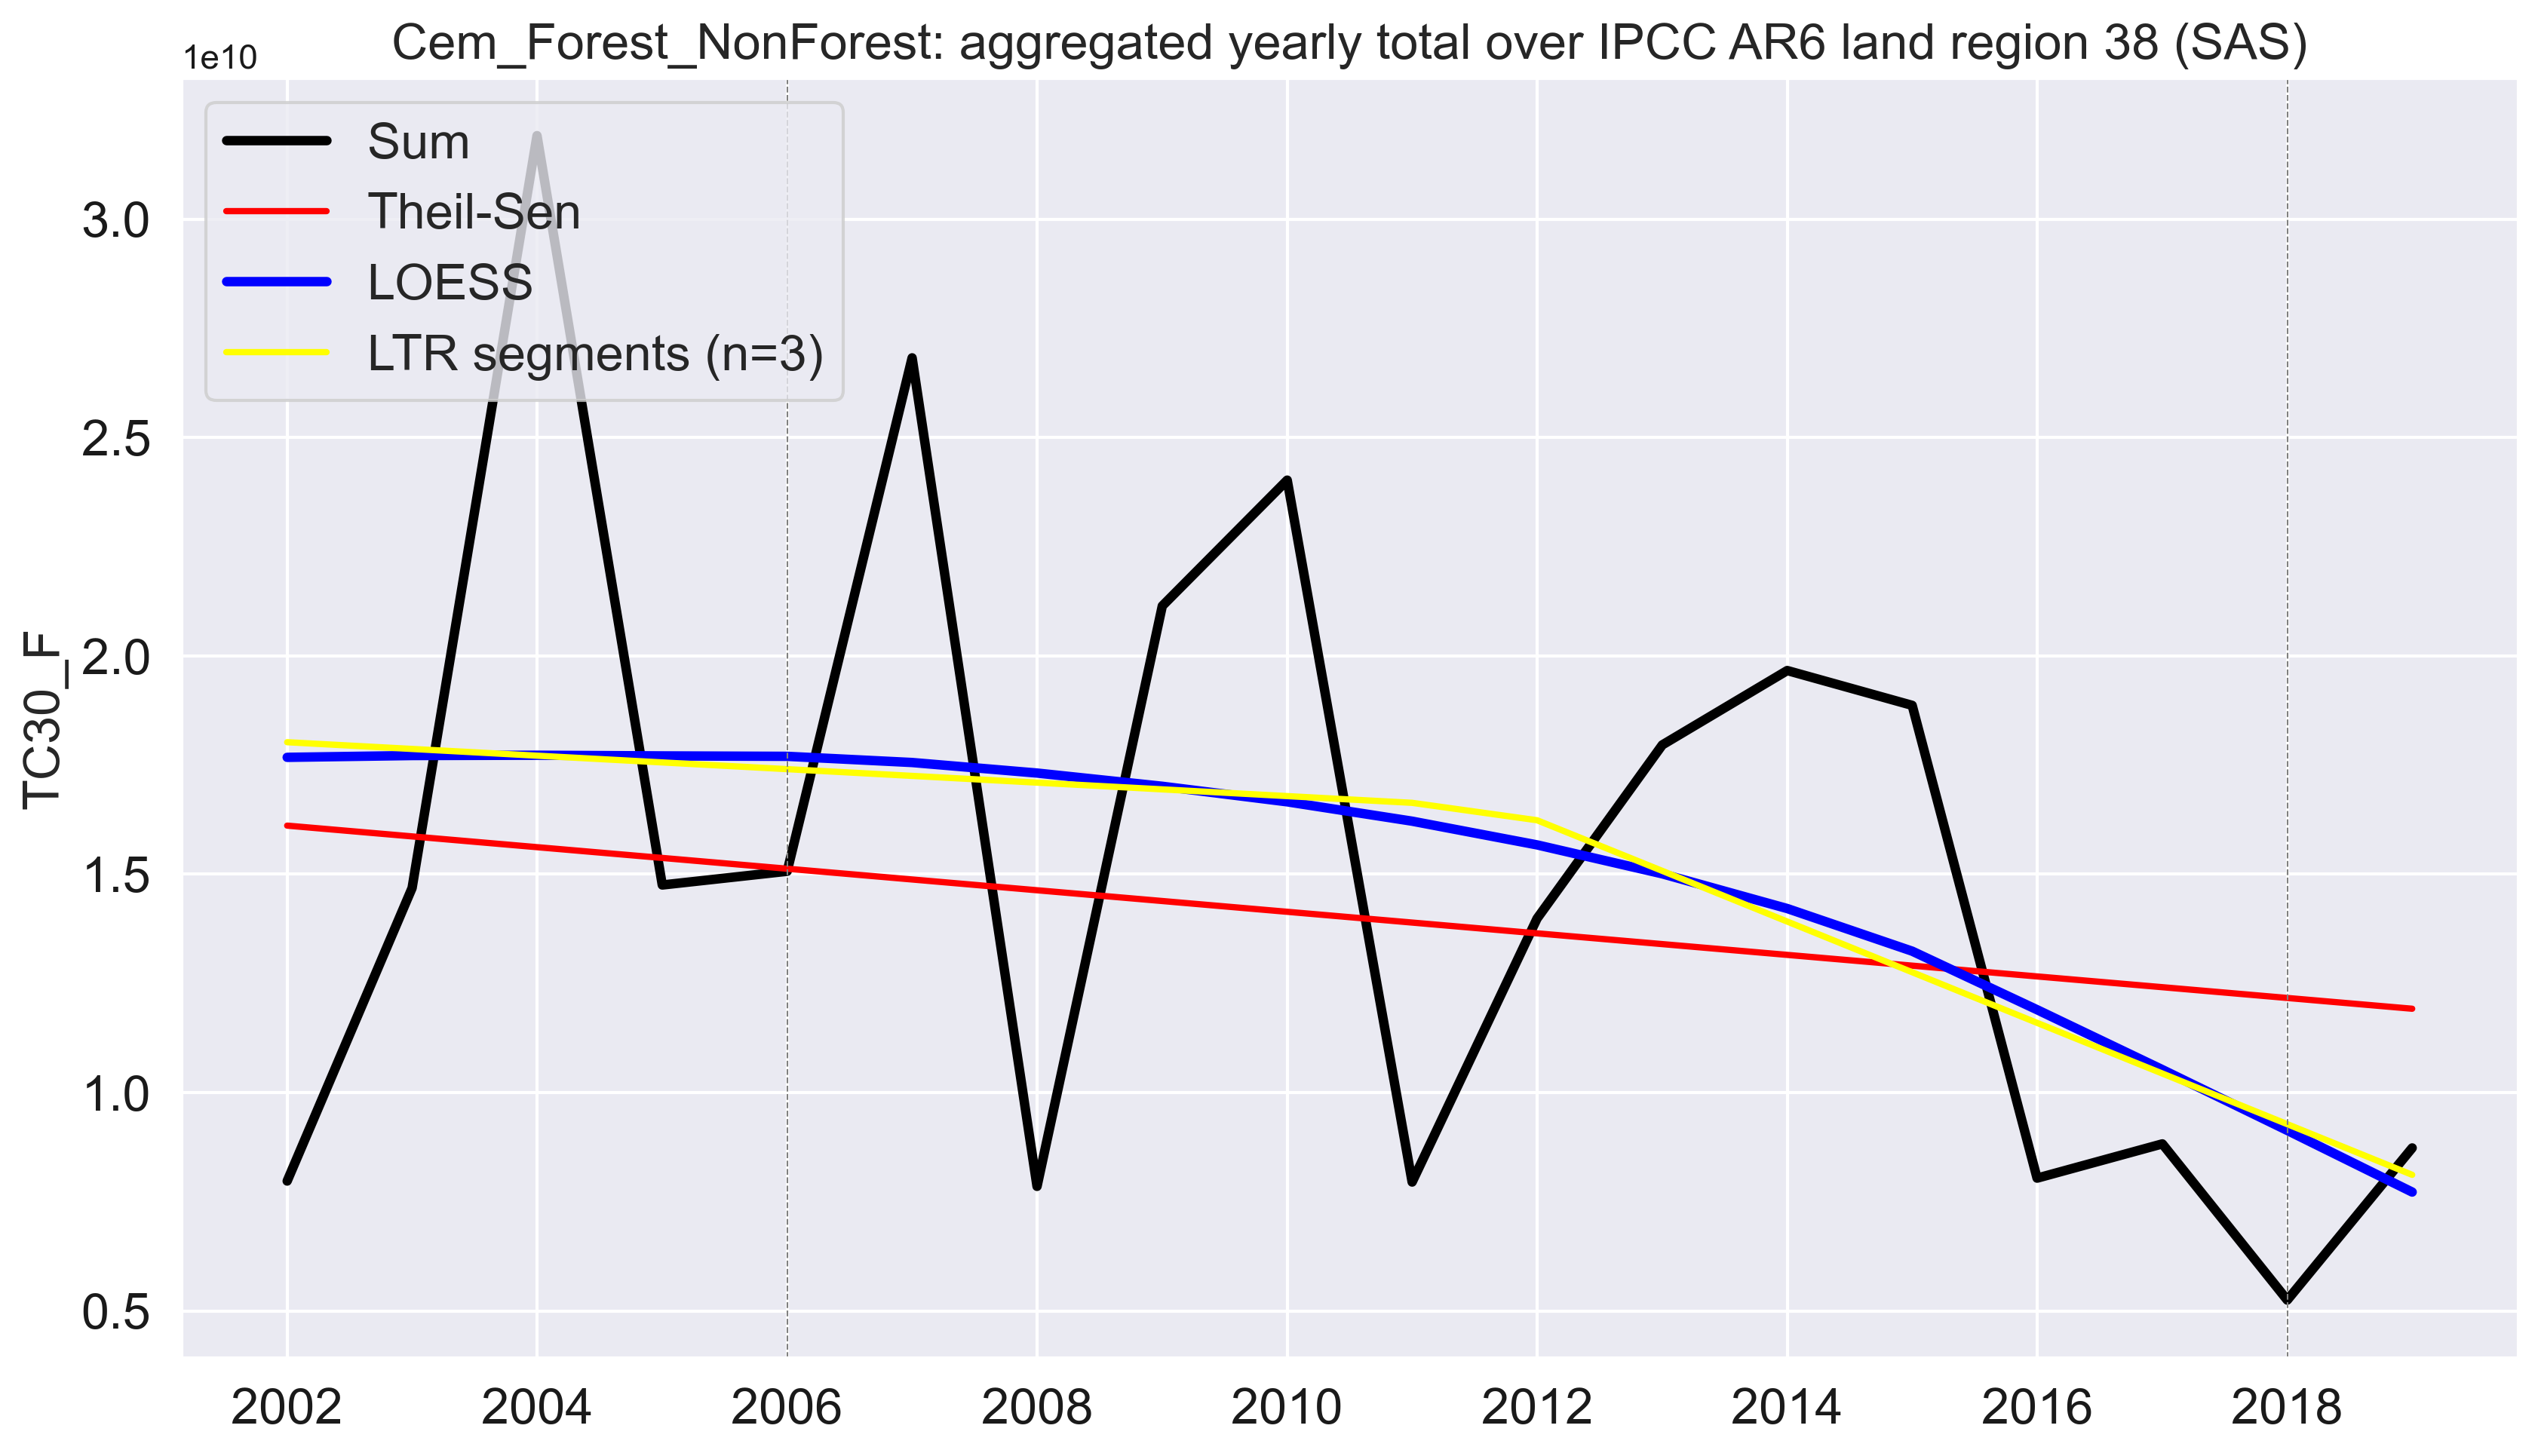 Cem_Forest_NonForest: aggregated yearly total over IPCC AR6 land region 38 (SAS)
1e10
Sum
Theil-Sen
LOESS
LTR segments (n=3)
3.0
2.5
2.0
1.5
1.0
0.5
TC30_F
2002 2004 2006 2008 2010 2012 2014 2016 2018